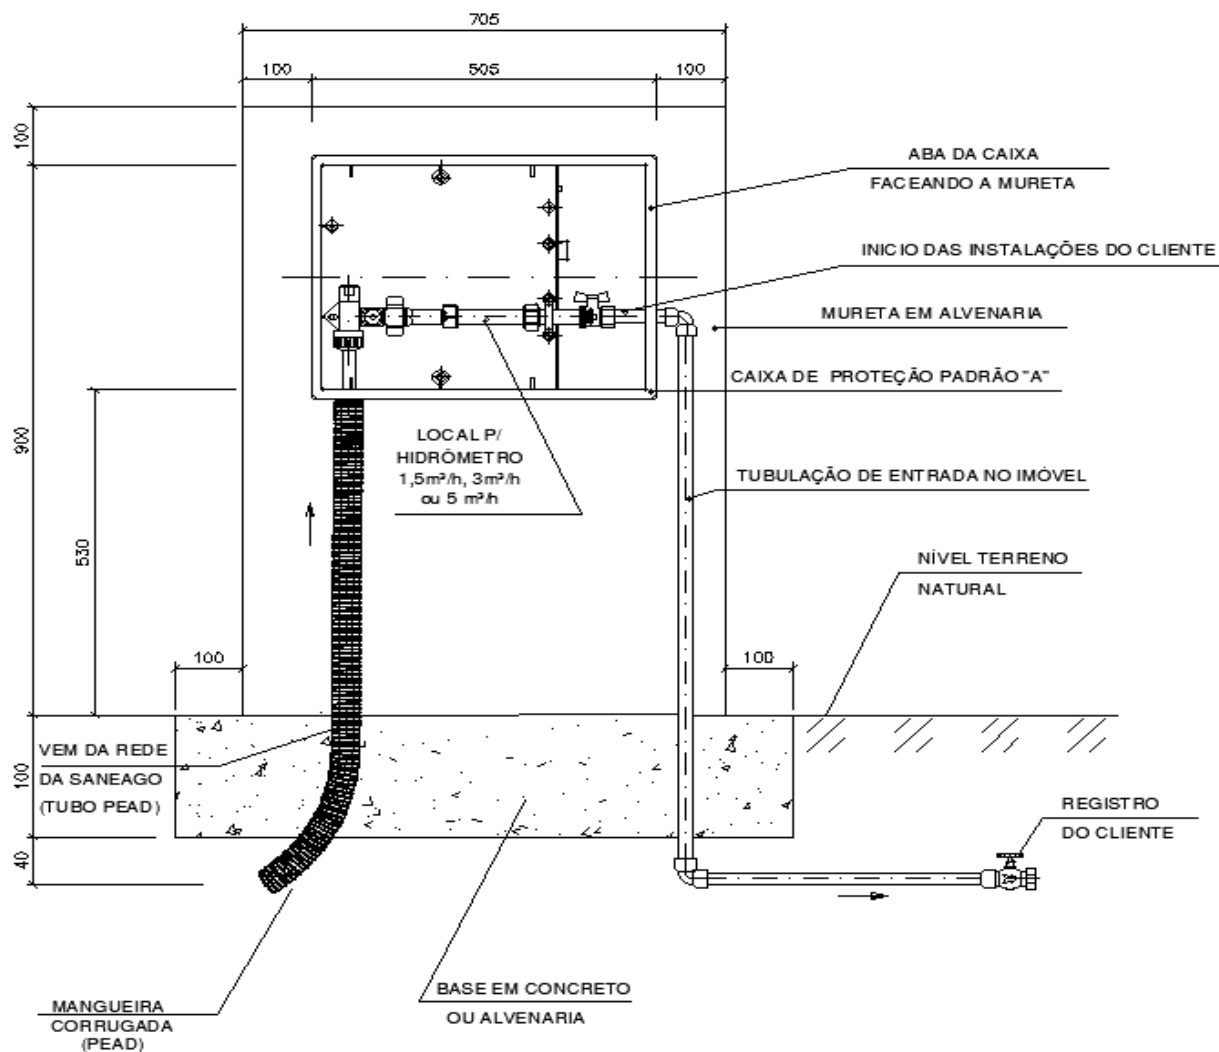 705
100
505
100
100
ABA DA CAIXA
FACEANDO A MURETA
INICIO DAS INSTALAÇÕES DO CLIENTE
MURETA EM ALVENARIA
CAIXA DE PROTEÇÃO PADRÃO "A"
900
LOCAL P/
HIDRÔMETRO
1,5m³/h, 3m³/h
ou 5 m³/h
TUBULAÇÃO DE ENTRADA NO IMÓVEL
530
NÍVEL TERRENO
NATURAL
100
100
VEM DA REDE
DA SANEAGO
(TUBO PEAD)
100
REGISTRO
DO CLIENTE
40
BASE EM CONCRETO
OU ALVENARIA
MANGUEIRA
CORRUGADA
(PEAD)